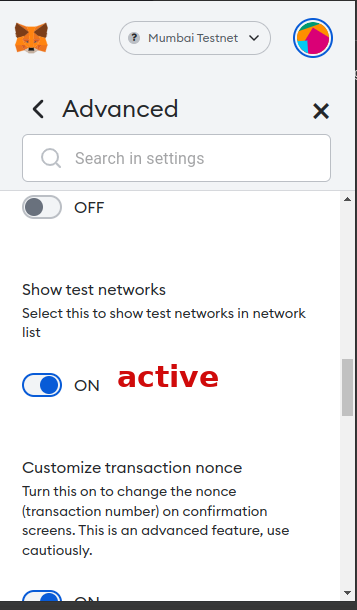 ? Mumbai Testnet
Advanced
Search in settings
OFF
Show test networks
Select this to show test networks in network
list
ON active
Customize transaction nonce
Turn this on to change the nonce
(transaction number) on confirmation
screens. This is an advanced feature, use
cautiously.
ON